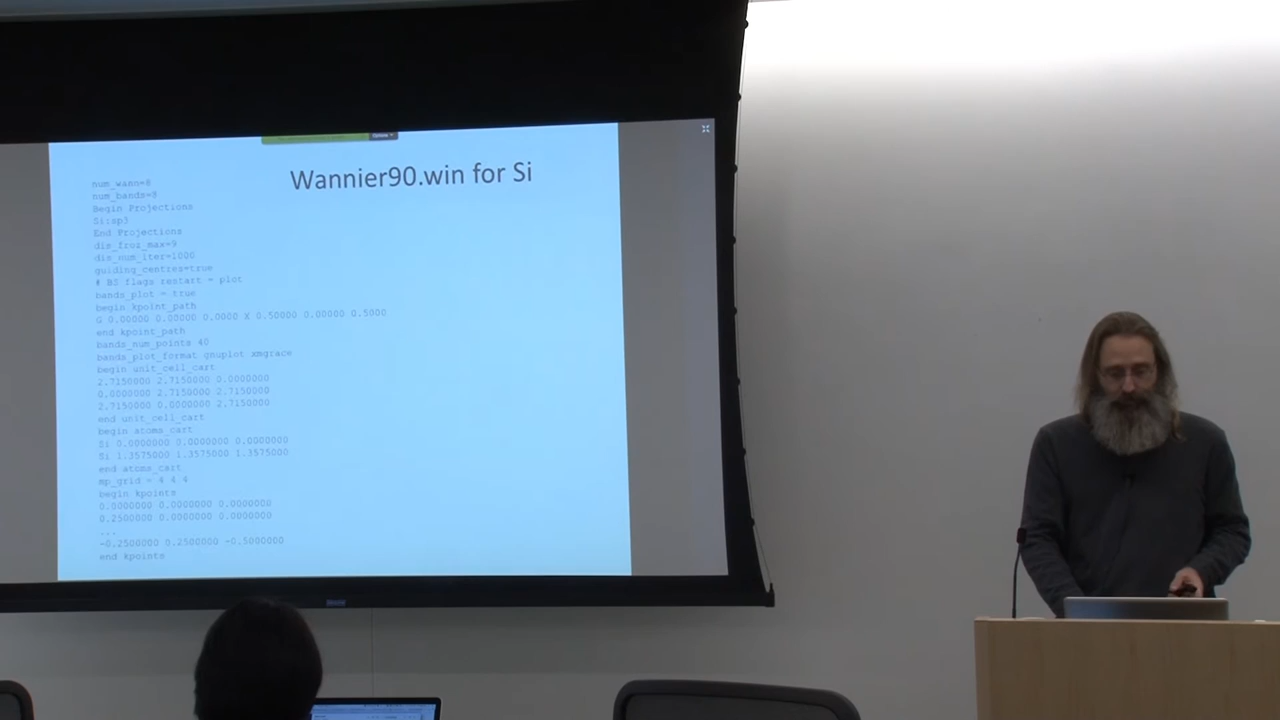 Options
Wannier90.win for Si
num_wann=8
num_bands=8
Begin Projections
Si:sp3
End Projections
dis_froz_max=9
dis_num_iter=1000
guiding_centres=true
# BS flags restart = plot
bands_plot = true
begin kpoint_path
G 0.00000 0.00000 0.0000 X 0.50000 0.00000 0.5000
end kpoint_path
bands_num_points 40
bands_plot_format gnuplot xmgrace
begin unit_cell_cart
2.7150000 2.7150000 0.0000000
0.0000000 2.7150000 2.7150000
2.7150000 0.0000000 2.7150000
end unit_cell_cart
begin atoms_cart
Si 0.0000000 0.0000000 0.0000000
Si 1.3575000 1.3575000 1.3575000
end atoms_cart
mp_grid = 4 4 4
begin kpoints
0.0000000 0.0000000 0.0000000
0.2500000 0.0000000 0.0000000
...
-0.2500000 0.2500000 -0.5000000
end kpoints